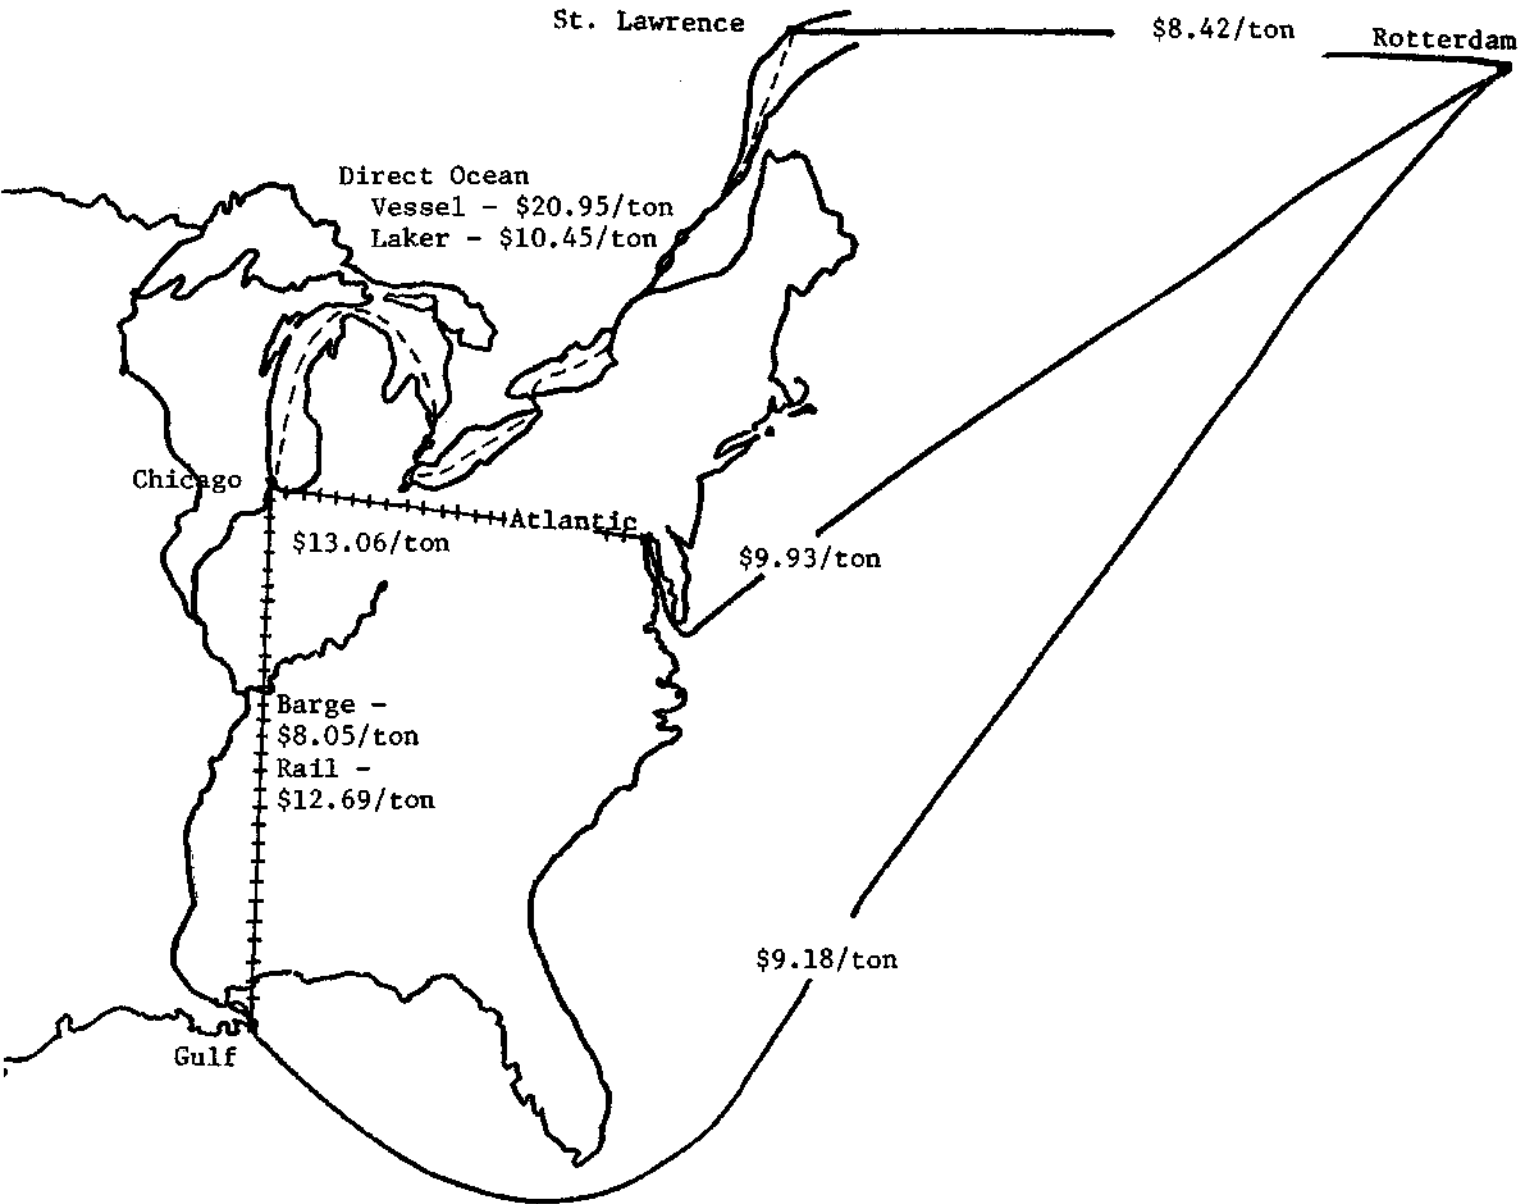 St. Lawrence
$8.42/ton
Rotterdam
Direct Ocean
Vessel - $20.95/ton
Laker - $10.45/ton
Chicago
Atlantic
$13.06/ton
$9.93/ton
Barge -
$8.05/ton
Rail -
$12.69/ton
$9.18/ton
Gulf